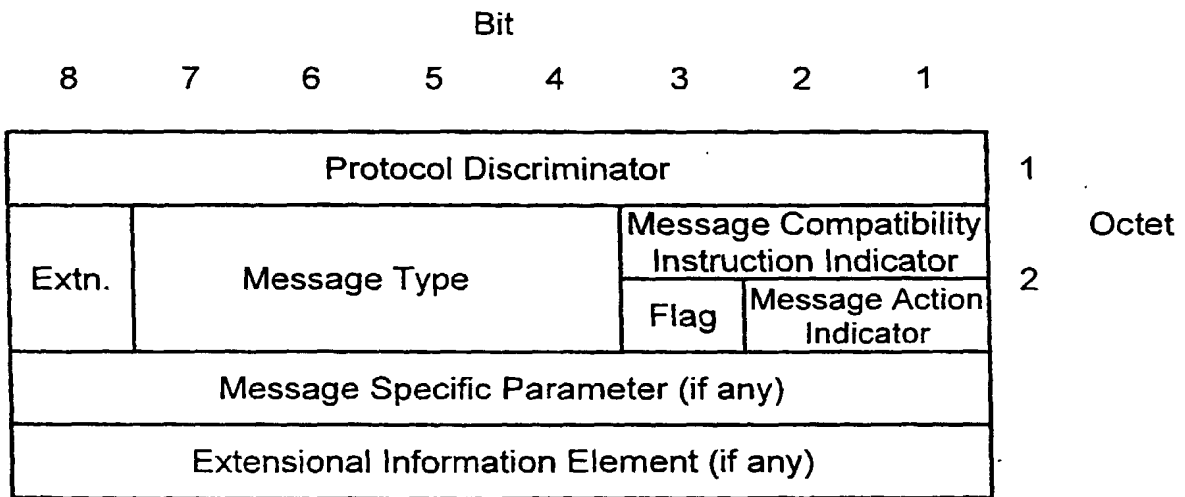 Bit
8 7 6 5 4 3 2 1
Protocol Discriminator 1
Octet
Extn. Message Type Message Compatibility
Instruction Indicator
2
Flag Message Action
Indicator
Message Specific Parameter (if any)
Extensional Information Element (if any)